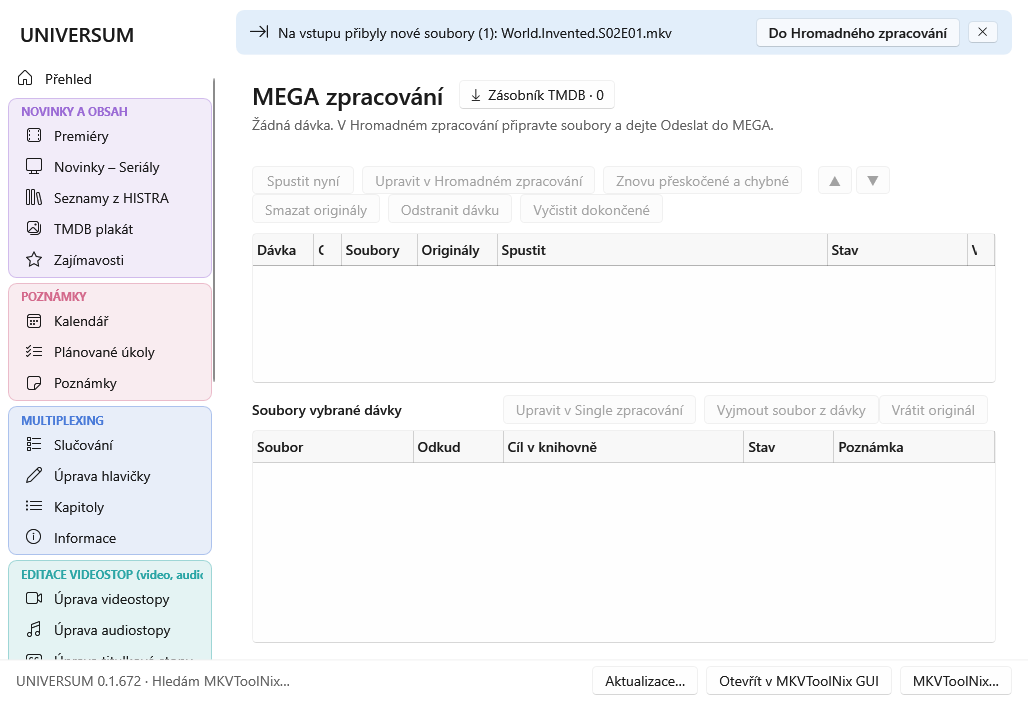 UNIVERSUM
Na vstupu přibyly nové soubory (1): World.Invented.S02E01.mkv
Do Hromadného zpracování
Přehled
NOVINKY A OBSAH
Premiéry
Novinky – Seriály
Seznamy z HISTRA
TMDB plakát
Zajímavosti
POZNÁMKY
Kalendář
Plánované úkoly
Poznámky
MULTIPLEXING
Slučování
Úprava hlavičky
Kapitoly
Informace
EDITACE VIDEOSTOP (video, audio
Úprava videostopy
Úprava audiostopy
MEGA zpracování
Zásobník TMDB · 0
Žádná dávka. V Hromadném zpracování připravte soubory a dejte Odeslat do MEGA.
Spustit nyní
Upravit v Hromadném zpracování
Znovu přeskočené a chybné
▲
▼
Smazat originály
Odstranit dávku
Vyčistit dokončené
Dávka
Soubory
Originály
Spustit
Stav
Soubory vybrané dávky
Upravit v Single zpracování
Vyjmout soubor z dávky
Vrátit originál
Soubor
Odkud
Cíl v knihovně
Stav
Poznámka
UNIVERSUM 0.1.672 · Hledám MKVToolNix...
Aktualizace...
Otevřít v MKVToolNix GUI
MKVToolNix...